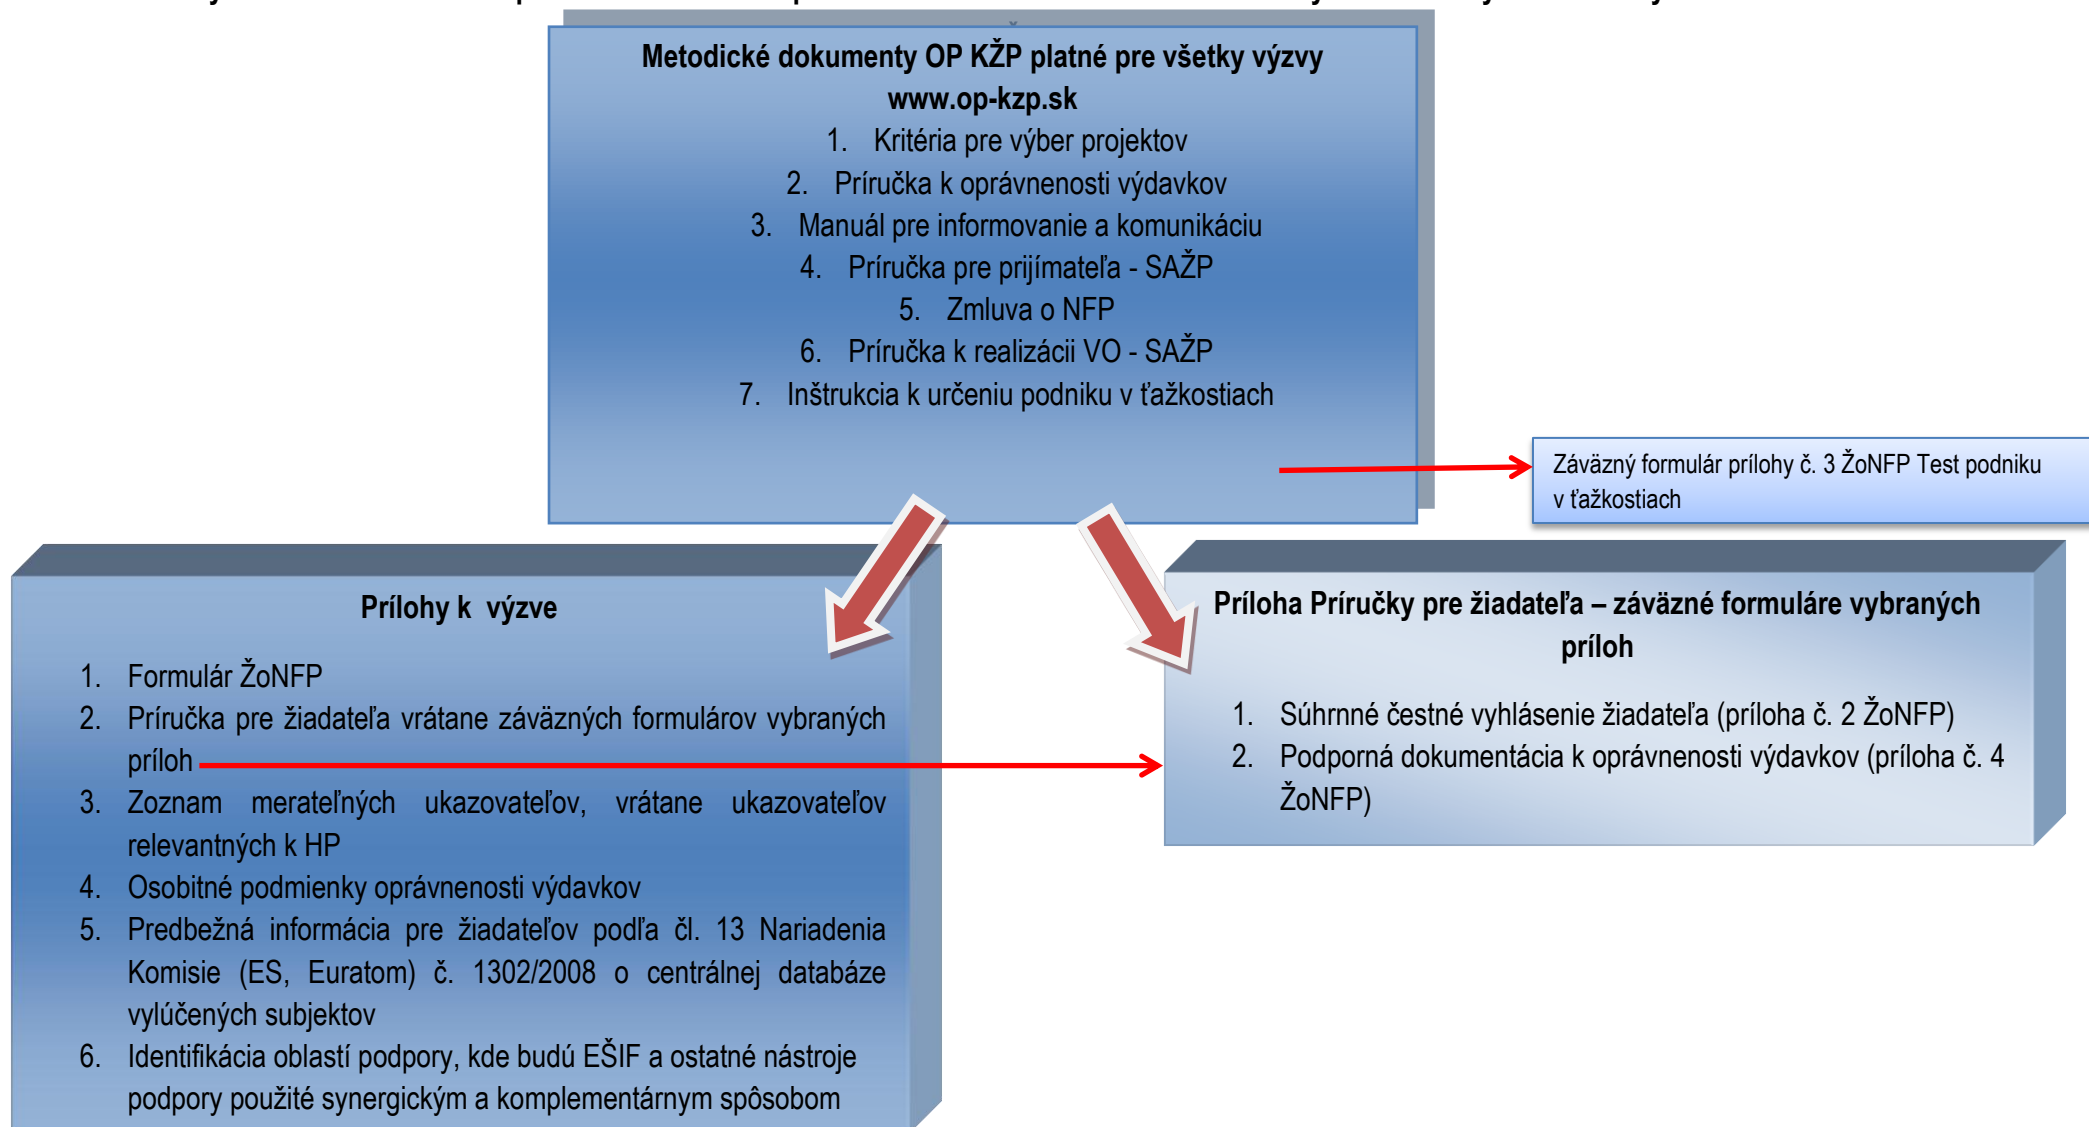 Metodické dokumenty OP KŽP platné pre všetky výzvy
www.op-kzp.sk
1. Kritéria pre výber projektov
2. Príručka k oprávnenosti výdavkov
3. Manuál pre informovanie a komunikáciu
4. Príručka pre prijímateľa - SAŽP
5. Zmluva o NFP
6. Príručka k realizácii VO - SAŽP
7. Inštrukcia k určeniu podniku v ťažkostiach
Záväzný formulár prílohy č. 3 ŽoNFP Test podniku
v ťažkostiach
Prílohy k výzve
1. Formulár ŽoNFP
2. Príručka pre žiadateľa vrátane záväzných formulárov vybraných
príloh
3. Zoznam merateľných ukazovateľov, vrátane ukazovateľov
relevantných k HP
4. Osobitné podmienky oprávnenosti výdavkov
5. Predbežná informácia pre žiadateľov podľa čl. 13 Nariadenia
Komisie (ES, Euratom) č. 1302/2008 o centrálnej databáze
vylúčených subjektov
6. Identifikácia oblastí podpory, kde budú EŠIF a ostatné nástroje
podpory použité synergickým a komplementárnym spôsobom
Príloha Príručky pre žiadateľa – záväzné formuláre vybraných
príloh
1. Súhrnné čestné vyhlásenie žiadateľa (príloha č. 2 ŽoNFP)
2. Podporná dokumentácia k oprávnenosti výdavkov (príloha č. 4
ŽoNFP)